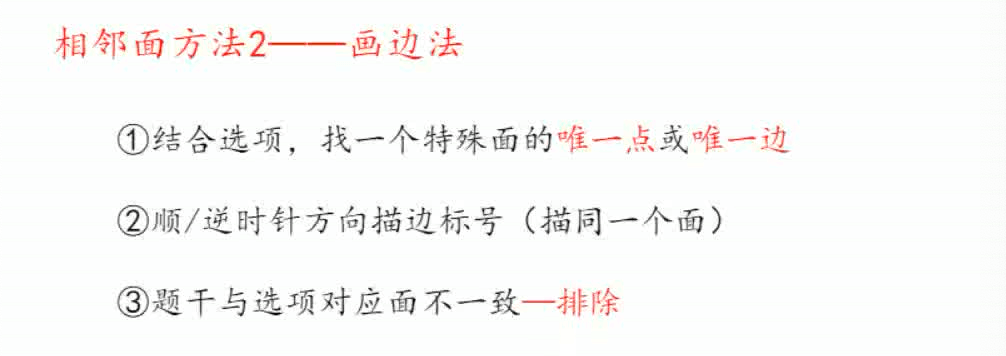 相邻面方法2——画边法
①结合选项，找一个特殊面的唯一点或唯一边
②顺/逆时针方向描边标号（描同一个面）
③题干与选项对应面不一致—排除